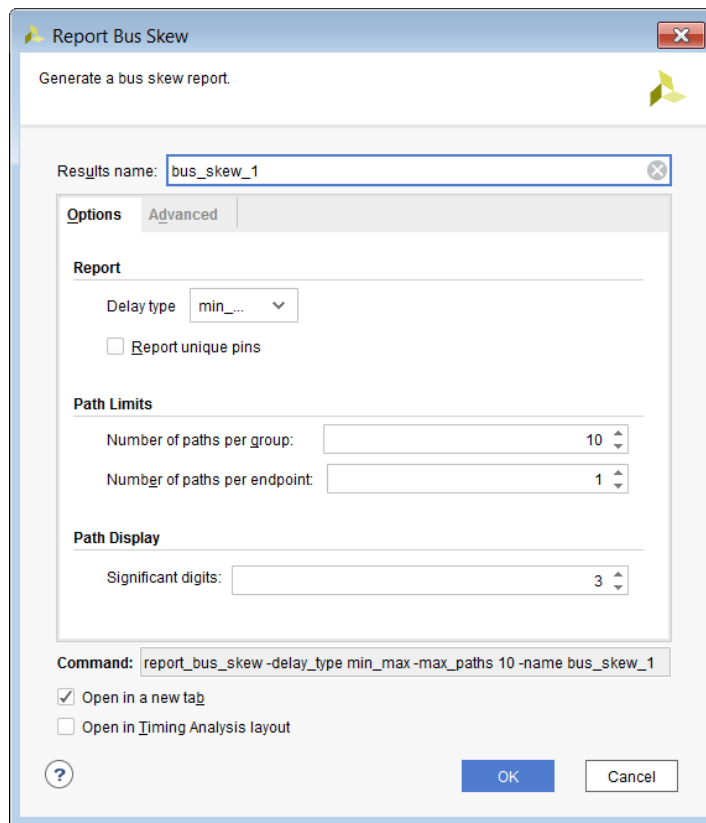 Report Bus Skew
Generate a bus skew report.
Results name: bus_skew_1
Options Advanced
Report
Delay type min_...
Report unique pins
Path Limits
Number of paths per group: 10
Number of paths per endpoint: 1
Path Display
Significant digits: 3
Command: report_bus_skew -delay_type min_max -max_paths 10 -name bus_skew_1
Open in a new tab
Open in Timing Analysis layout
? OK Cancel